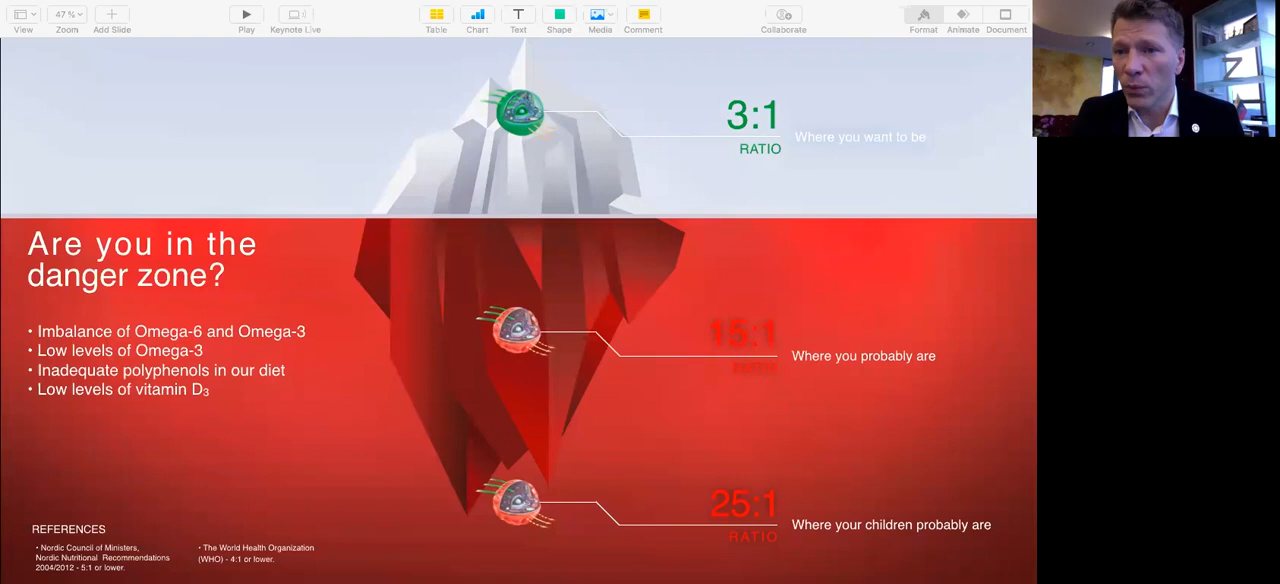 View
Zoom
Add Slide
Play
Keynote Live
Table
Chart
Text
Shape
Media
Comment
Collaborate
Format
Animate
Document
47 %
3:1
RATIO
Where you want to be
Are you in the
danger zone?
• Imbalance of Omega-6 and Omega-3
• Low levels of Omega-3
• Inadequate polyphenols in our diet
• Low levels of vitamin D₃
15:1
RATIO
Where you probably are
25:1
RATIO
Where your children probably are
REFERENCES
• Nordic Council of Ministers,
Nordic Nutritional Recommendations
2004/2012 - 5:1 or lower.
• The World Health Organization
(WHO) - 4:1 or lower.